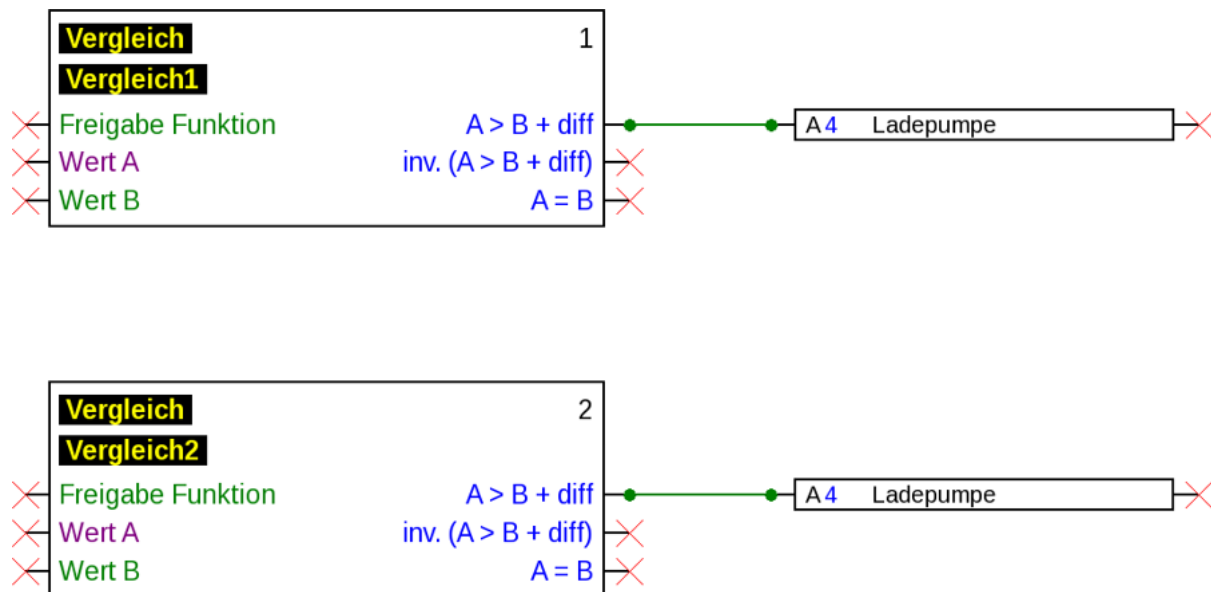 Vergleich 1
Vergleich1
Freigabe Funktion A > B + diff A 4 Ladepumpe
Wert A inv. (A > B + diff)
Wert B A = B
Vergleich 2
Vergleich2
Freigabe Funktion A > B + diff A 4 Ladepumpe
Wert A inv. (A > B + diff)
Wert B A = B